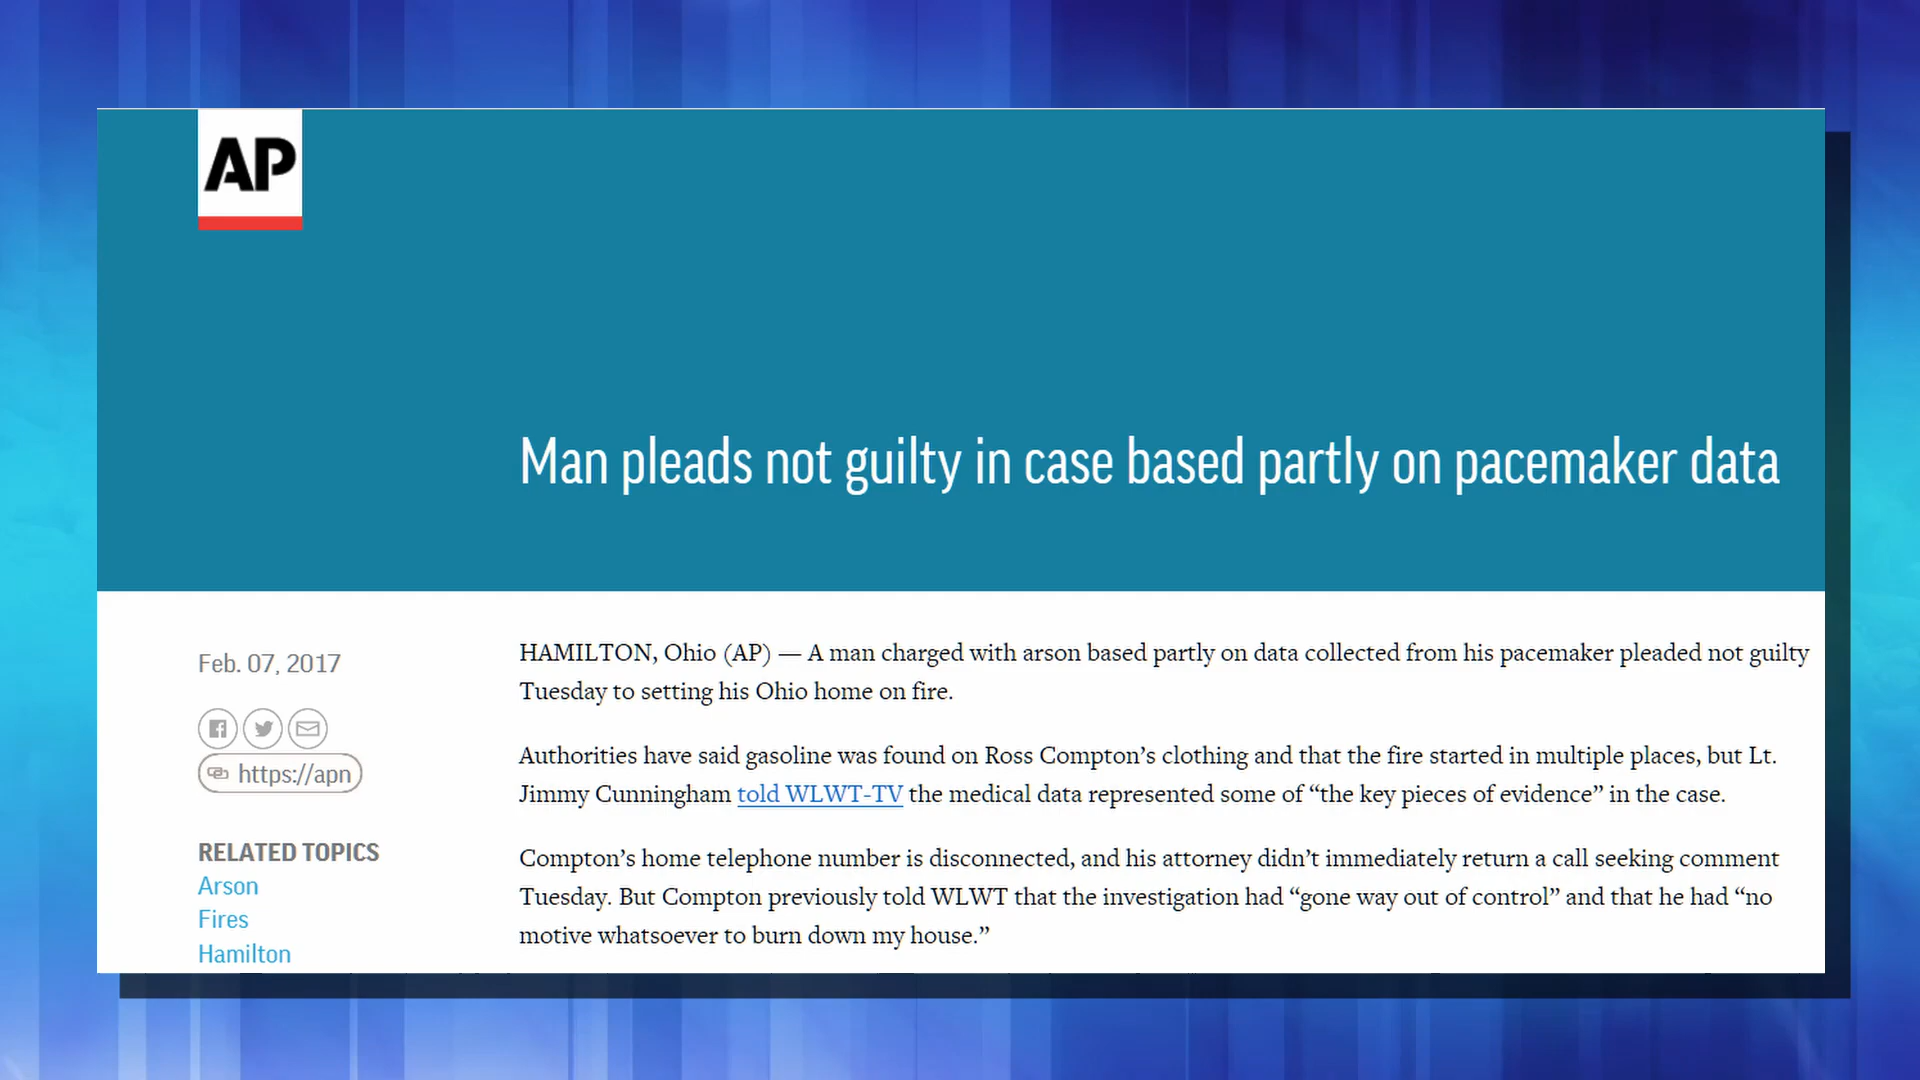 AP
Man pleads not guilty in case based partly on pacemaker data
Feb. 07, 2017
https://apn
RELATED TOPICS
Arson
Fires
Hamilton
HAMILTON, Ohio (AP) — A man charged with arson based partly on data collected from his pacemaker pleaded not guilty
Tuesday to setting his Ohio home on fire.
Authorities have said gasoline was found on Ross Compton’s clothing and that the fire started in multiple places, but Lt.
Jimmy Cunningham told WLWT-TV the medical data represented some of “the key pieces of evidence” in the case.
Compton’s home telephone number is disconnected, and his attorney didn’t immediately return a call seeking comment
Tuesday. But Compton previously told WLWT that the investigation had “gone way out of control” and that he had “no
motive whatsoever to burn down my house.”